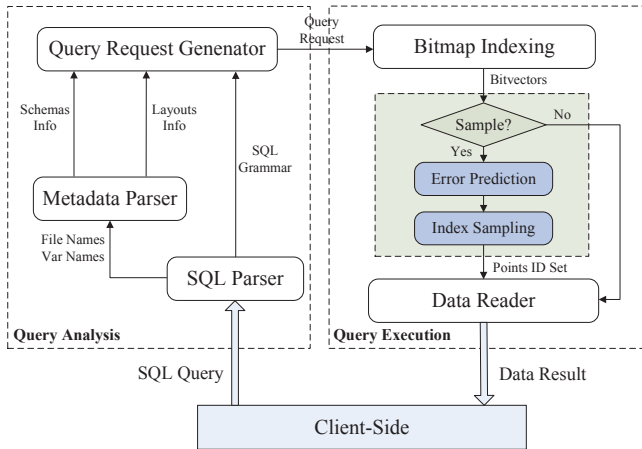 Query Request Genenator
Query
Request
Bitmap Indexing
Bitvectors
Schemas
Info
Layouts
Info
SQL
Grammar
Sample?
No
Yes
Error Prediction
Index Sampling
Metadata Parser
File Names
Var Names
SQL Parser
Points ID Set
Data Reader
Query Analysis
Query Execution
SQL Query
Data Result
Client-Side